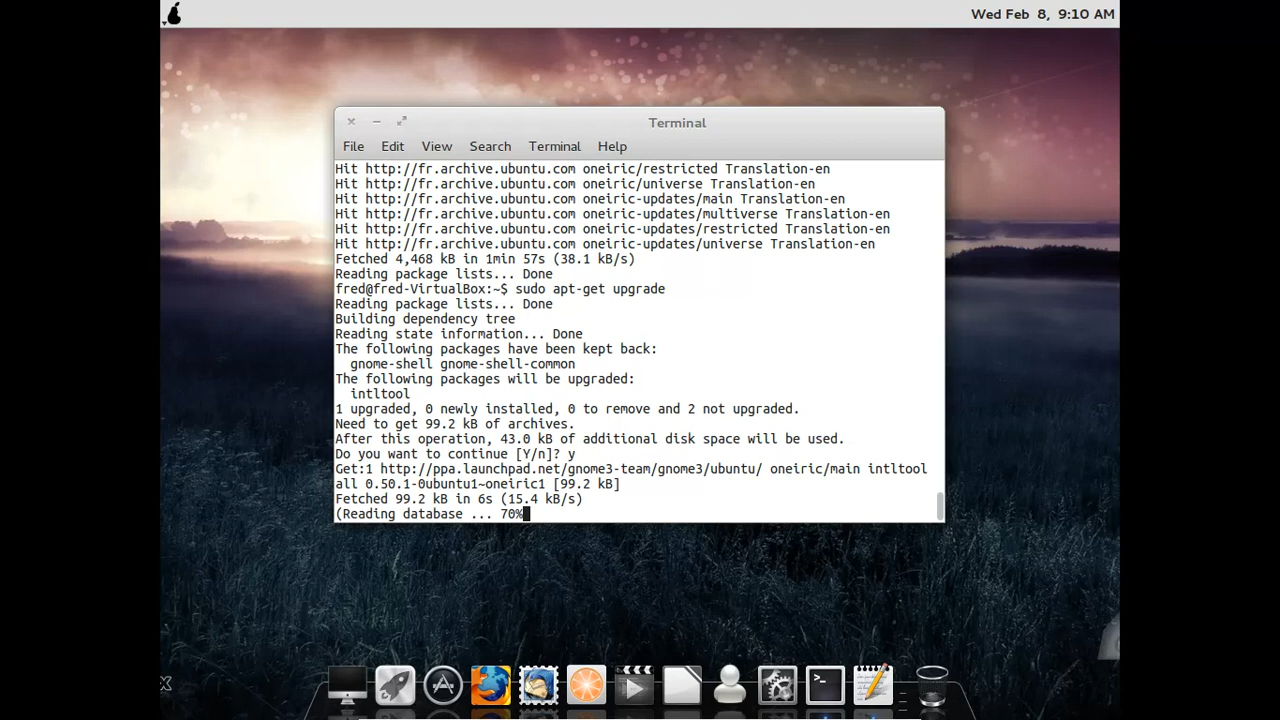 Wed Feb 8, 9:10 AM
Terminal
File Edit View Search Terminal Help
Hit http://fr.archive.ubuntu.com oneiric/restricted Translation-en
Hit http://fr.archive.ubuntu.com oneiric/universe Translation-en
Hit http://fr.archive.ubuntu.com oneiric-updates/main Translation-en
Hit http://fr.archive.ubuntu.com oneiric-updates/multiverse Translation-en
Hit http://fr.archive.ubuntu.com oneiric-updates/restricted Translation-en
Hit http://fr.archive.ubuntu.com oneiric-updates/universe Translation-en
Fetched 4,468 kB in 1min 57s (38.1 kB/s)
Reading package lists... Done
fred@fred-VirtualBox:~$ sudo apt-get upgrade
Reading package lists... Done
Building dependency tree
Reading state information... Done
The following packages have been kept back:
  gnome-shell gnome-shell-common
The following packages will be upgraded:
  intltool
1 upgraded, 0 newly installed, 0 to remove and 2 not upgraded.
Need to get 99.2 kB of archives.
After this operation, 43.0 kB of additional disk space will be used.
Do you want to continue [Y/n]? y
Get:1 http://ppa.launchpad.net/gnome3-team/gnome3/ubuntu/ oneiric/main intltool
all 0.50.1-0ubuntu1~oneiric1 [99.2 kB]
Fetched 99.2 kB in 6s (15.4 kB/s)
(Reading database ... 70%